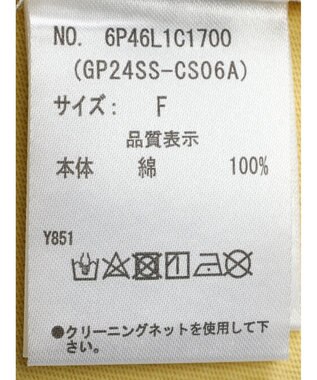 NO. 6P46L1C1700
(GP24SS-CS06A)
サイズ: F
品質表示
本体 綿 100%
Y851
●クリーニングネットを使用して下
さい。